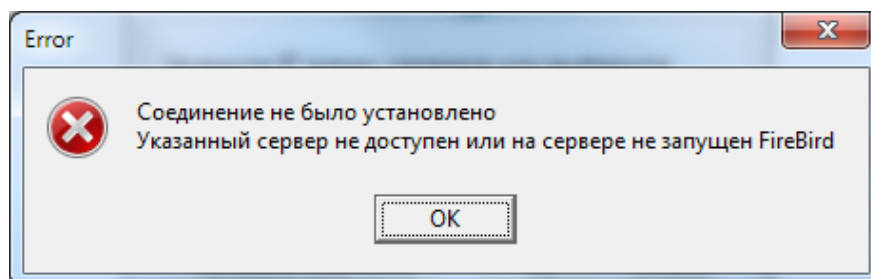 Error
Соединение не было установлено
Указанный сервер не доступен или на сервере не запущен FireBird
OK